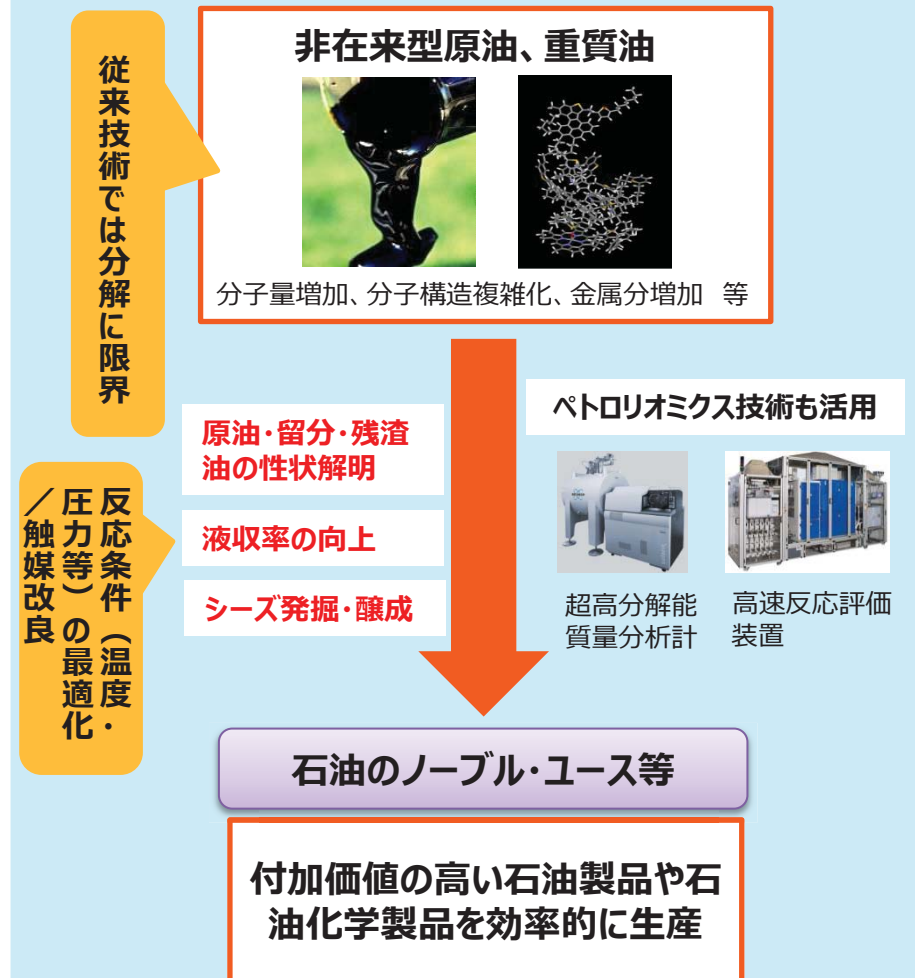 非在来型原油、重質油
従来技術では分解に限界
分子量増加、分子構造複雑化、金属分増加 等
原油・留分・残渣
油の性状解明
液収率の向上
シーズ発掘・醸成
反応条件（温度・
圧力等）の最適化
／触媒改良
ペトロリオミクス技術も活用
超高分解能
質量分析計
高速反応評価
装置
石油のノーブル・ユース等
付加価値の高い石油製品や石
油化学製品を効率的に生産